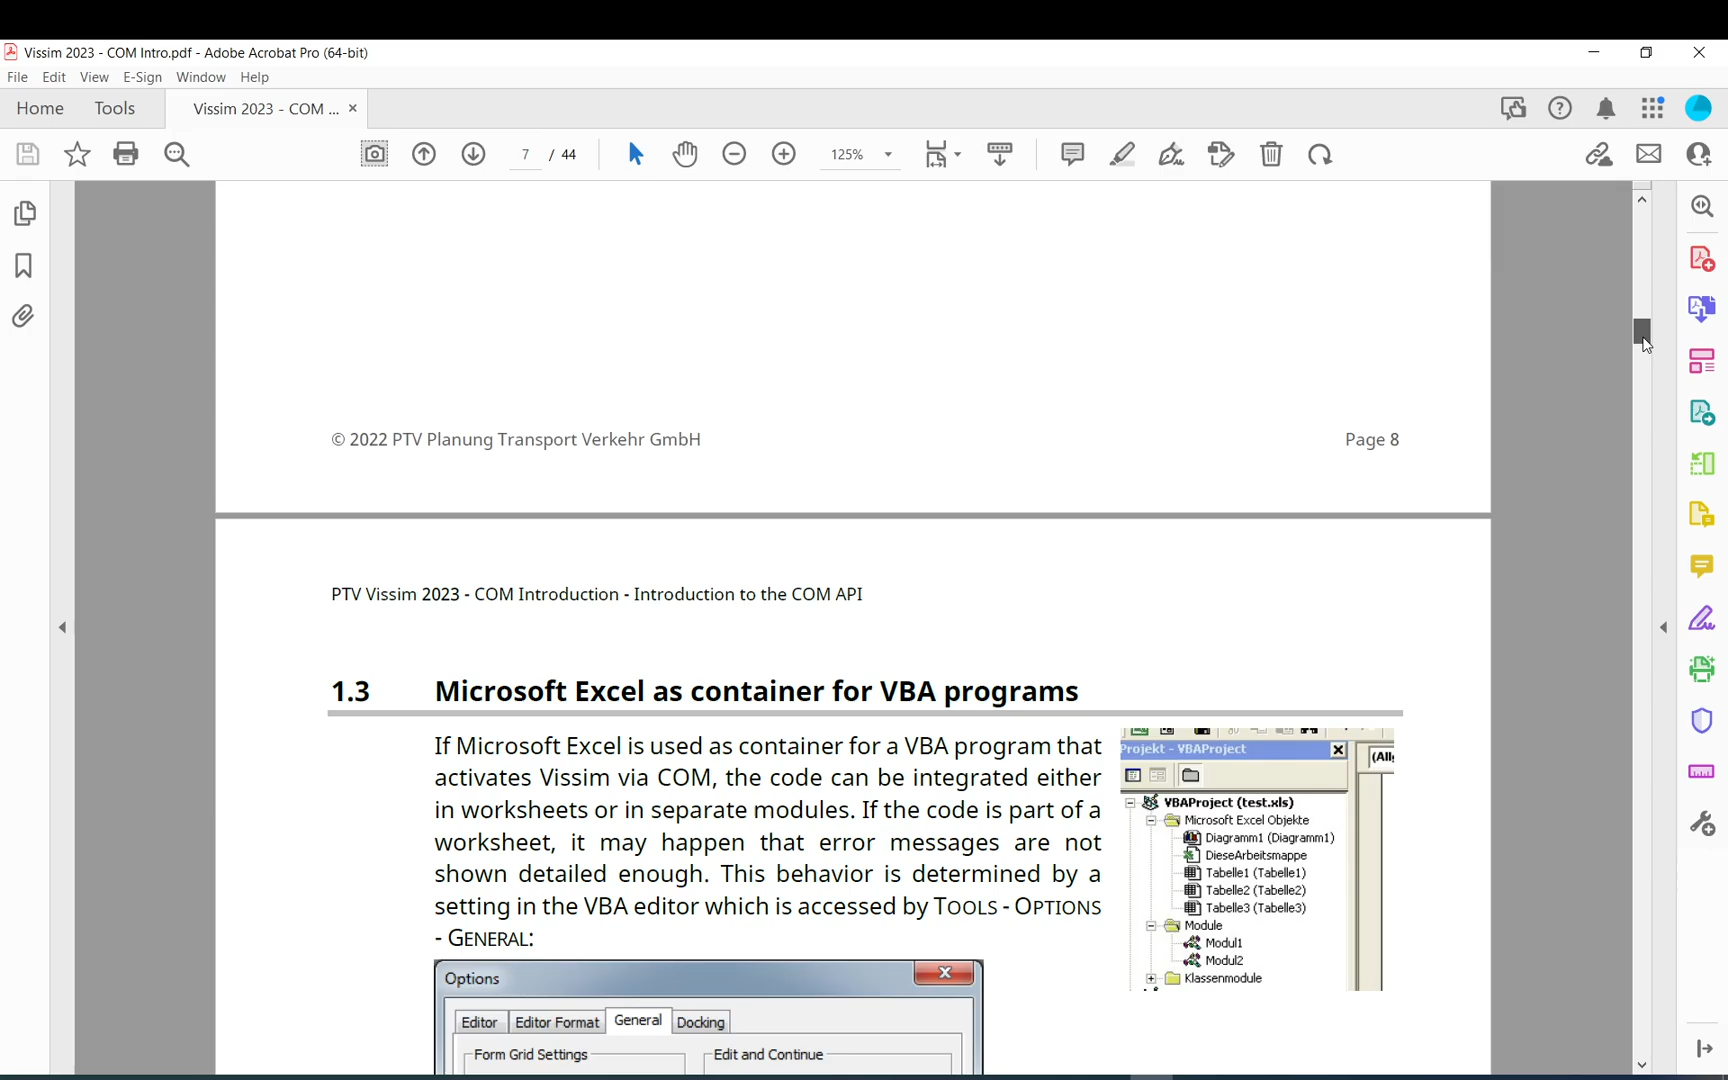 Vissim 2023 - COM Intro.pdf - Adobe Acrobat Pro (64-bit)
File Edit View E-Sign Window Help
Home Tools Vissim 2023 - COM ... ×
7 / 44 125%
© 2022 PTV Planung Transport Verkehr GmbH Page 8
PTV Vissim 2023 - COM Introduction - Introduction to the COM API
1.3 Microsoft Excel as container for VBA programs
If Microsoft Excel is used as container for a VBA program that
activates Vissim via COM, the code can be integrated either
in worksheets or in separate modules. If the code is part of a
worksheet, it may happen that error messages are not
shown detailed enough. This behavior is determined by a
setting in the VBA editor which is accessed by TOOLS - OPTIONS
- GENERAL:
Projekt - VBAProject
(All
VBAProject (test.xls)
Microsoft Excel Objekte
Diagramm1 (Diagramm1)
DieseArbeitsmappe
Tabelle1 (Tabelle1)
Tabelle2 (Tabelle2)
Tabelle3 (Tabelle3)
Module
Modul1
Modul2
Klassenmodule
Options
Editor Editor Format General Docking
Form Grid Settings Edit and Continue